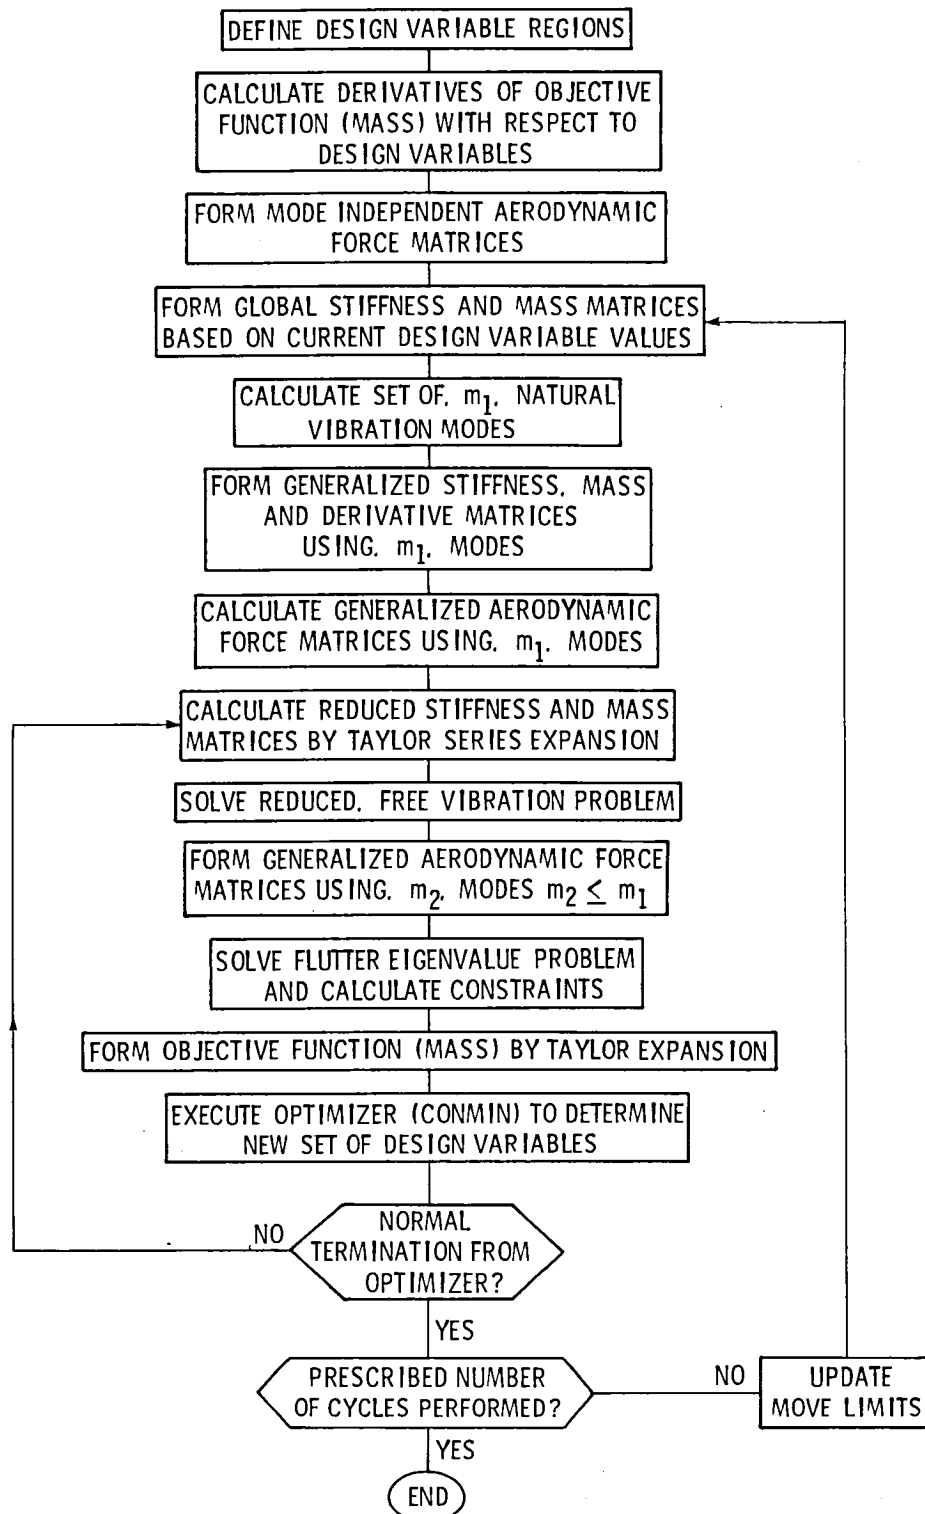 DEFINE DESIGN VARIABLE REGIONS
CALCULATE DERIVATIVES OF OBJECTIVE
FUNCTION (MASS) WITH RESPECT TO
DESIGN VARIABLES
FORM MODE INDEPENDENT AERODYNAMIC
FORCE MATRICES
FORM GLOBAL STIFFNESS AND MASS MATRICES
BASED ON CURRENT DESIGN VARIABLE VALUES
CALCULATE SET OF, m₁, NATURAL
VIBRATION MODES
FORM GENERALIZED STIFFNESS, MASS
AND DERIVATIVE MATRICES
USING, m₁, MODES
CALCULATE GENERALIZED AERODYNAMIC
FORCE MATRICES USING, m₁, MODES
CALCULATE REDUCED STIFFNESS AND MASS
MATRICES BY TAYLOR SERIES EXPANSION
SOLVE REDUCED, FREE VIBRATION PROBLEM
FORM GENERALIZED AERODYNAMIC FORCE
MATRICES USING, m₂, MODES m₂ ≤ m₁
SOLVE FLUTTER EIGENVALUE PROBLEM
AND CALCULATE CONSTRAINTS
FORM OBJECTIVE FUNCTION (MASS) BY TAYLOR EXPANSION
EXECUTE OPTIMIZER (CONMIN) TO DETERMINE
NEW SET OF DESIGN VARIABLES
NO
NORMAL
TERMINATION FROM
OPTIMIZER?
YES
PRESCRIBED NUMBER
OF CYCLES PERFORMED?
NO
UPDATE
MOVE LIMITS
YES
END